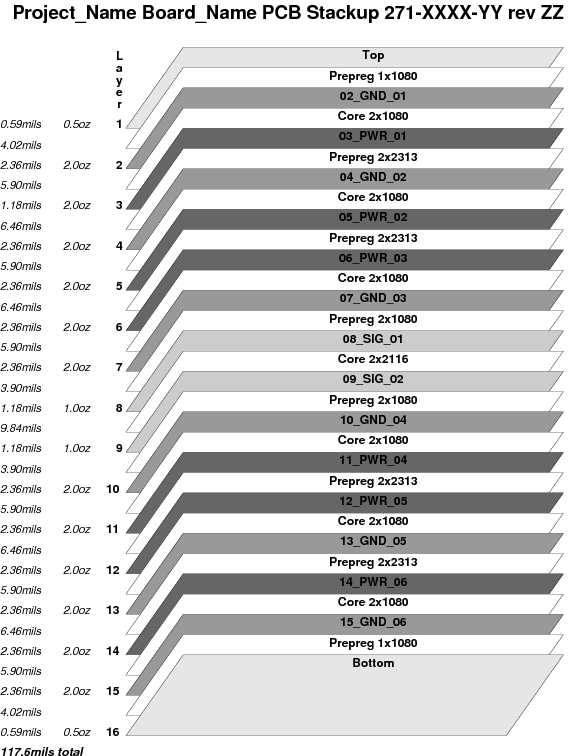 Project_Name Board_Name PCB Stackup 271-XXXX-YY rev ZZ
Layer
Top
Prepreg 1x1080
02_GND_01
Core 2x1080
0.59mils 0.5oz 1 03_PWR_01
4.02mils Prepreg 2x2313
2.36mils 2.0oz 2 04_GND_02
5.90mils Core 2x1080
1.18mils 2.0oz 3 05_PWR_02
6.46mils Prepreg 2x2313
2.36mils 2.0oz 4 06_PWR_03
5.90mils Core 2x1080
2.36mils 2.0oz 5 07_GND_03
6.46mils Prepreg 2x1080
2.36mils 2.0oz 6 08_SIG_01
5.90mils Core 2x2116
2.36mils 2.0oz 7 09_SIG_02
3.90mils Prepreg 2x1080
1.18mils 1.0oz 8 10_GND_04
9.84mils Core 2x1080
1.18mils 1.0oz 9 11_PWR_04
3.90mils Prepreg 2x2313
2.36mils 2.0oz 10 12_PWR_05
5.90mils Core 2x1080
2.36mils 2.0oz 11 13_GND_05
6.46mils Prepreg 2x2313
2.36mils 2.0oz 12 14_PWR_06
5.90mils Core 2x1080
2.36mils 2.0oz 13 15_GND_06
6.46mils Prepreg 1x1080
2.36mils 2.0oz 14 Bottom
5.90mils
2.36mils 2.0oz 15
4.02mils
0.59mils 0.5oz 16
117.6mils total